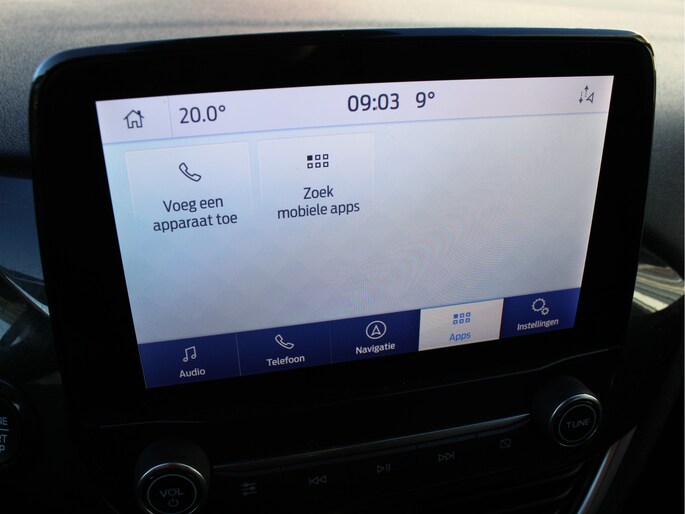 20.0° 09:03 9°
Voeg een
apparaat toe
Zoek
mobiele apps
Audio Telefoon Navigatie Apps Instellingen
VOL
TUNE